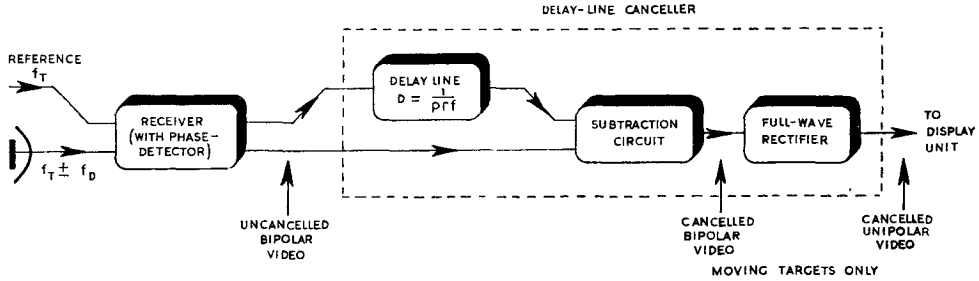 DELAY-LINE CANCELLER
REFERENCE
fT
DELAY LINE
D = 1/prf
RECEIVER
(WITH PHASE-
DETECTOR)
SUBTRACTION
CIRCUIT
FULL-WAVE
RECTIFIER
TO
DISPLAY
UNIT
fT ± fD
UNCANCELLED
BIPOLAR
VIDEO
CANCELLED
BIPOLAR
VIDEO
CANCELLED
UNIPOLAR
VIDEO
MOVING TARGETS ONLY